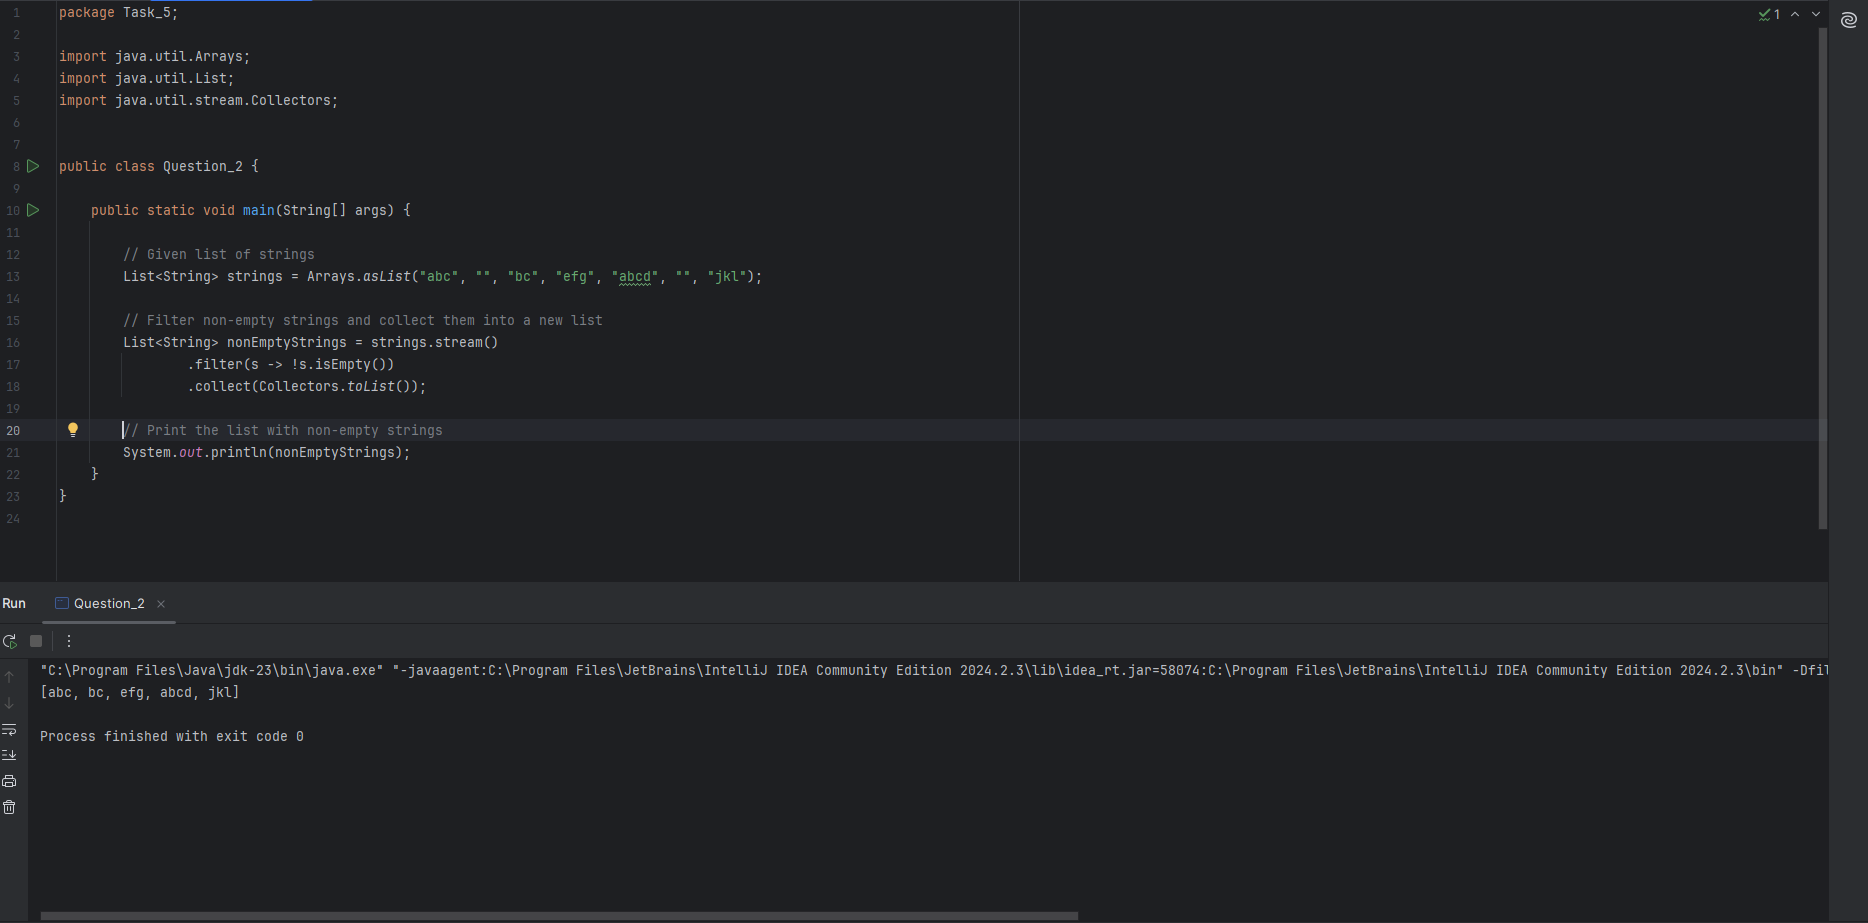 1 package Task_5;
2
3 import java.util.Arrays;
4 import java.util.List;
5 import java.util.stream.Collectors;
6
7
8 public class Question_2 {
9
10 public static void main(String[] args) {
11
12 // Given list of strings
13 List<String> strings = Arrays.asList("abc", "", "bc", "efg", "abcd", "", "jkl");
14
15 // Filter non-empty strings and collect them into a new list
16 List<String> nonEmptyStrings = strings.stream()
17 .filter(s -> !s.isEmpty())
18 .collect(Collectors.toList());
19
20 // Print the list with non-empty strings
21 System.out.println(nonEmptyStrings);
22 }
23 }
24
1
Run Question_2
"C:\Program Files\Java\jdk-23\bin\java.exe" "-javaagent:C:\Program Files\JetBrains\IntelliJ IDEA Community Edition 2024.2.3\lib\idea_rt.jar=58074:C:\Program Files\JetBrains\IntelliJ IDEA Community Edition 2024.2.3\bin" -Dfil
[abc, bc, efg, abcd, jkl]
Process finished with exit code 0